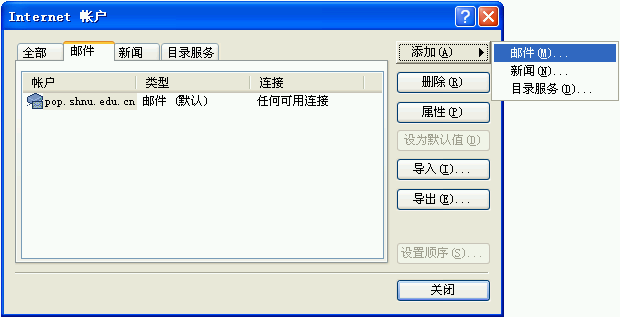 Internet 帐户
全部 邮件 新闻 目录服务
添加(A)
邮件(M)...
新闻(N)...
目录服务(D)...
帐户 类型 连接
pop.shnu.edu.cn 邮件 (默认) 任何可用连接
删除(R)
属性(P)
设为默认值(D)
导入(I)...
导出(E)...
设置顺序(S)...
关闭